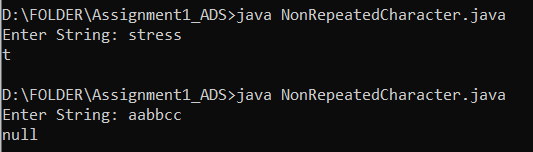 D:\FOLDER\Assignment1_ADS>java NonRepeatedCharacter.java
Enter String: stress
t
D:\FOLDER\Assignment1_ADS>java NonRepeatedCharacter.java
Enter String: aabbcc
null